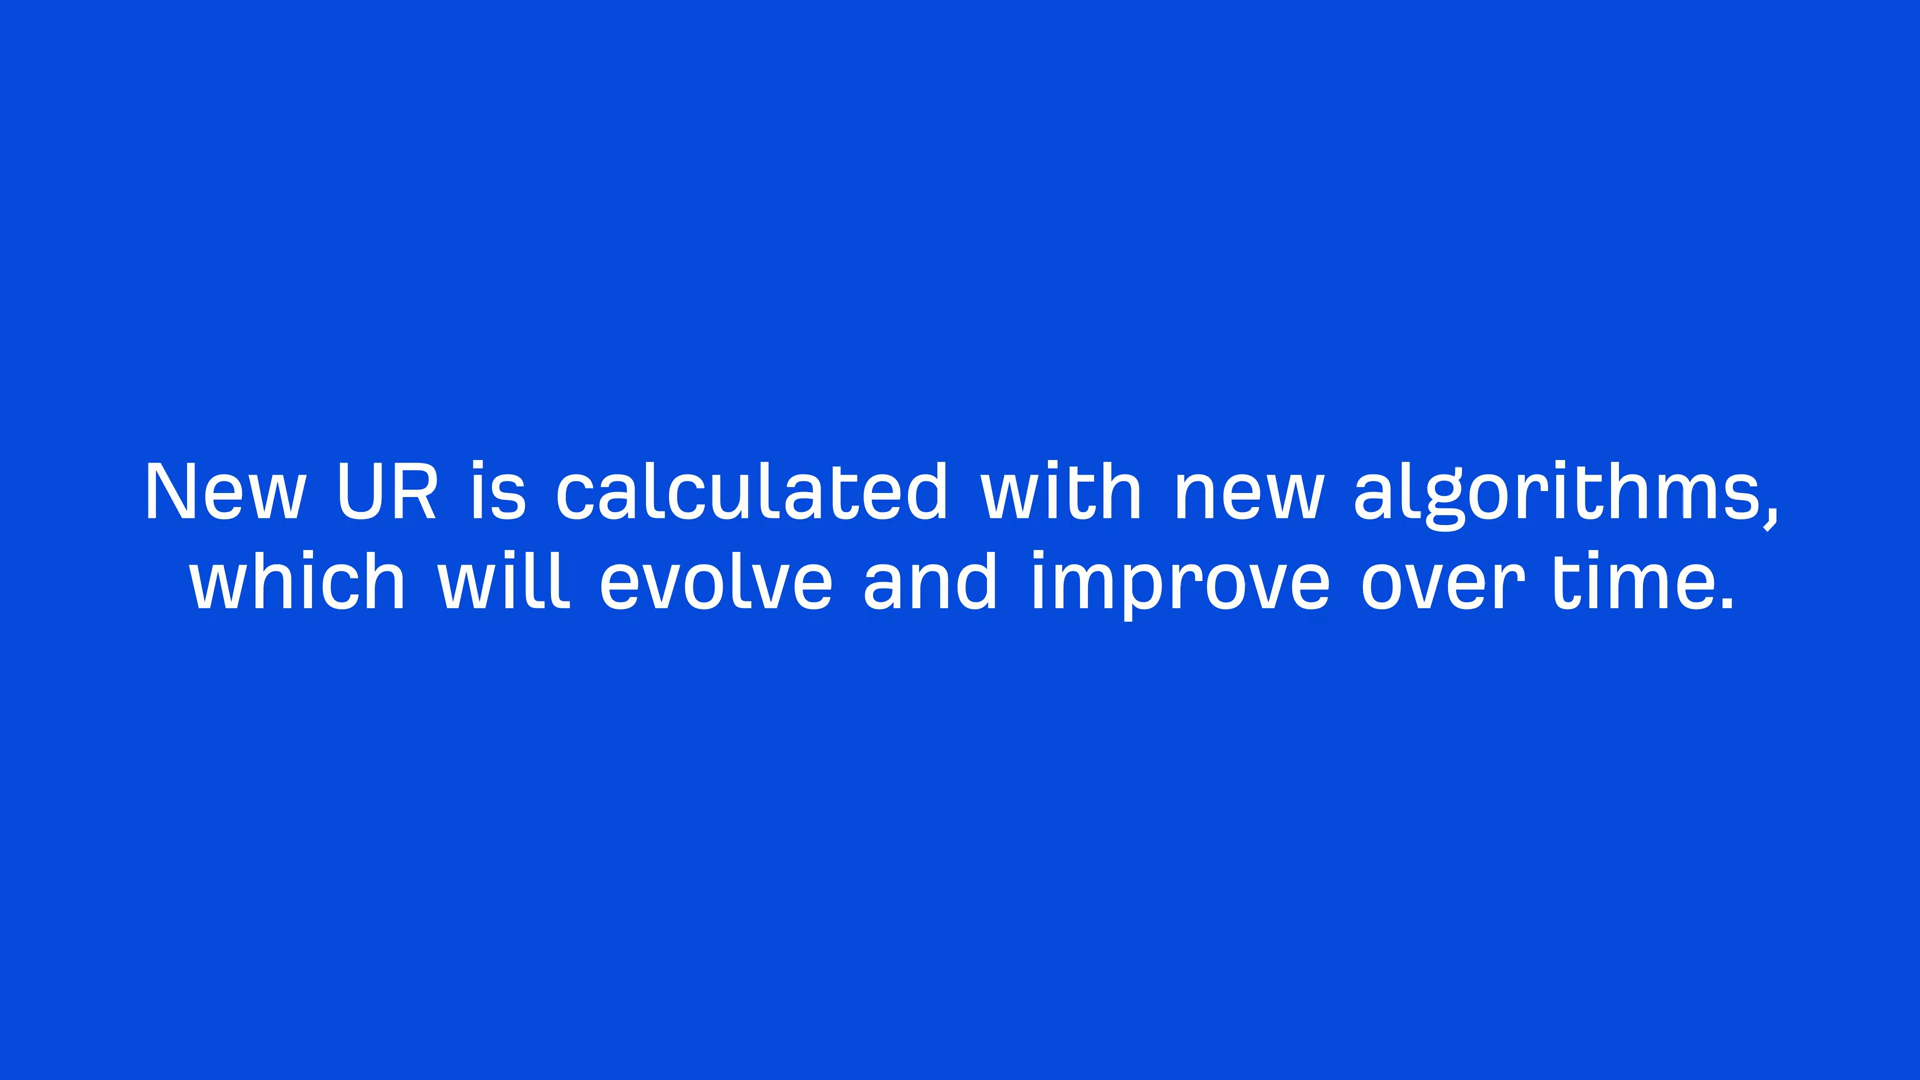 New UR is calculated with new algorithms,
which will evolve and improve over time.